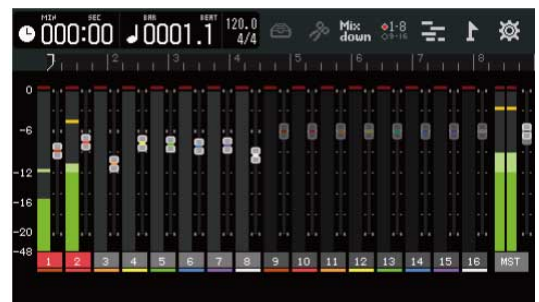 MIN SEC BAR BEAT
000:00 0001.1 120.0 4/4 Mix down 1-8 9-16
2 3 4 5 6 7 8
0
-6
-12
-16
-20
-48
1 2 3 4 5 6 7 8 9 10 11 12 13 14 15 16 MST